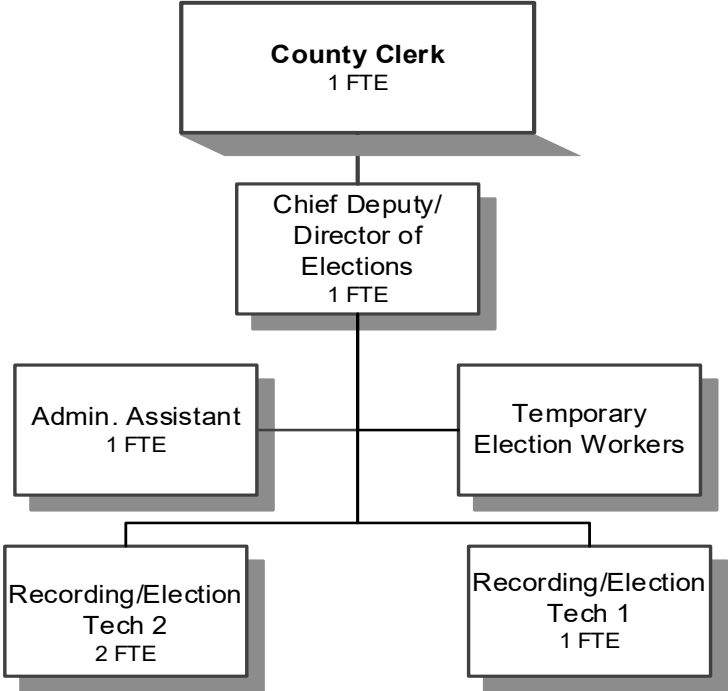 County Clerk
1 FTE
Chief Deputy/
Director of
Elections
1 FTE
Admin. Assistant
1 FTE
Temporary
Election Workers
Recording/Election
Tech 2
2 FTE
Recording/Election
Tech 1
1 FTE